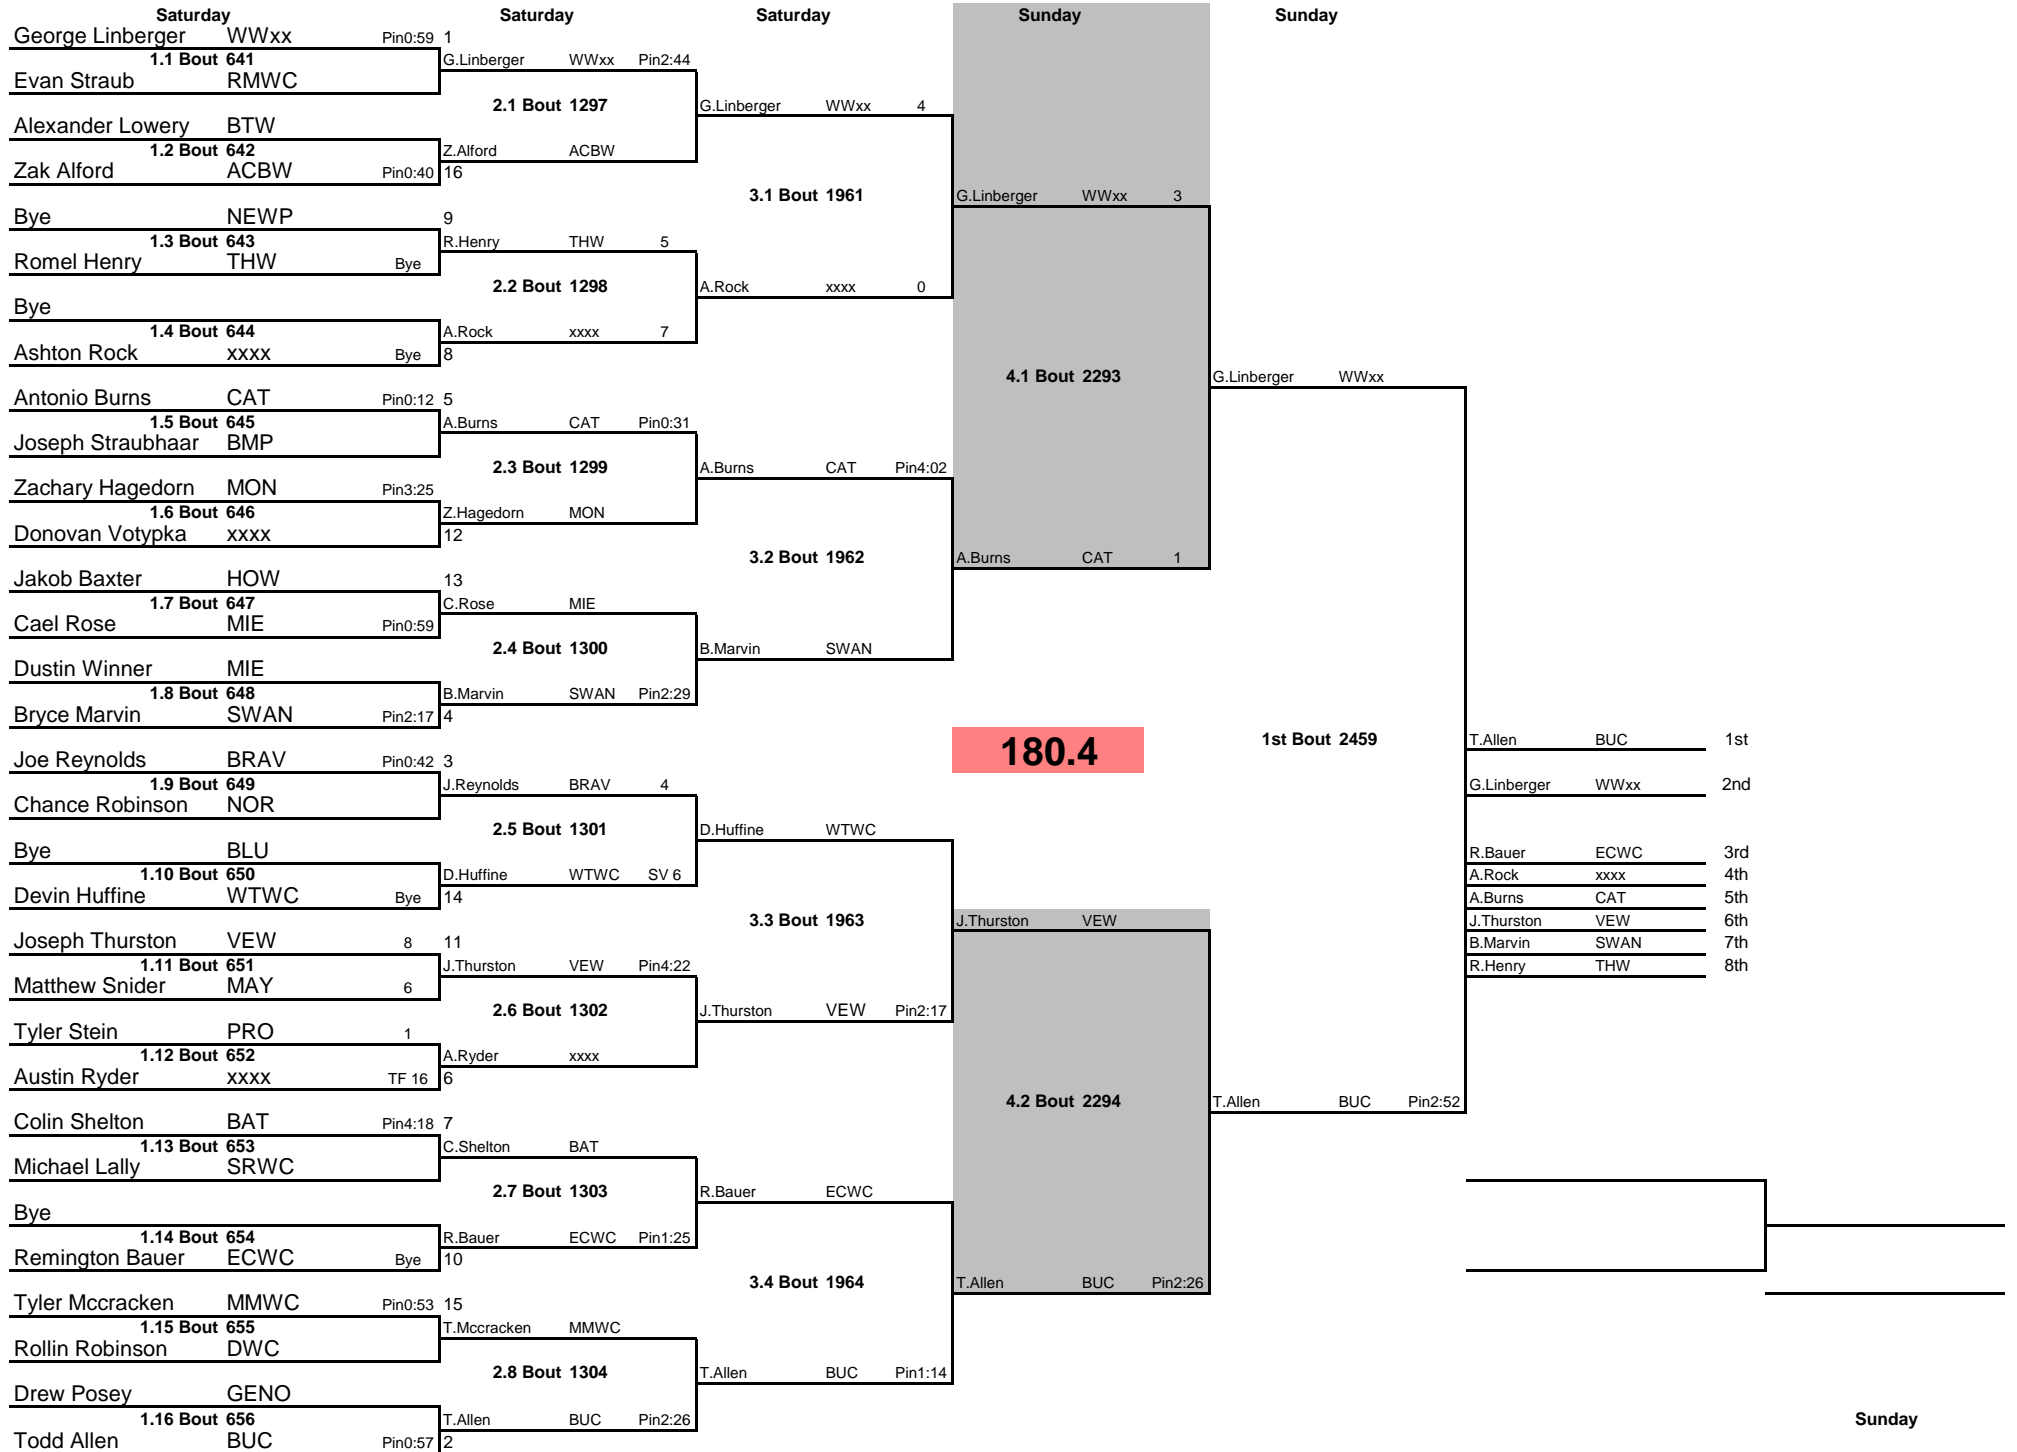 Saturday Saturday Saturday Sunday Sunday
George Linberger WWxx Pin0:59 1
1.1 Bout 641
G.Linberger WWxx Pin2:44
Evan Straub RMWC
2.1 Bout 1297
G.Linberger WWxx 4
Alexander Lowery BTW
1.2 Bout 642
Z.Alford ACBW
Zak Alford ACBW Pin0:40 16
3.1 Bout 1961
G.Linberger WWxx 3
Bye NEWP 9
1.3 Bout 643
R.Henry THW 5
Romel Henry THW Bye
2.2 Bout 1298
A.Rock xxxx 0
Bye
1.4 Bout 644
A.Rock xxxx 7
Ashton Rock xxxx Bye 8
4.1 Bout 2293
G.Linberger WWxx
Antonio Burns CAT Pin0:12 5
1.5 Bout 645
A.Burns CAT Pin0:31
Joseph Straubhaar BMP
2.3 Bout 1299
A.Burns CAT Pin4:02
Zachary Hagedorn MON Pin3:25
1.6 Bout 646
Z.Hagedorn MON
Donovan Votypka xxxx 12
3.2 Bout 1962
A.Burns CAT 1
Jakob Baxter HOW 13
1.7 Bout 647
C.Rose MIE
Cael Rose MIE Pin0:59
2.4 Bout 1300
B.Marvin SWAN
Dustin Winner MIE
1.8 Bout 648
B.Marvin SWAN Pin2:29
Bryce Marvin SWAN Pin2:17 4
180.4
1st Bout 2459
T.Allen BUC 1st
Joe Reynolds BRAV Pin0:42 3
1.9 Bout 649
J.Reynolds BRAV 4
G.Linberger WWxx 2nd
Chance Robinson NOR
2.5 Bout 1301
D.Huffine WTWC
Bye BLU
R.Bauer ECWC 3rd
1.10 Bout 650
D.Huffine WTWC SV 6
A.Rock xxxx 4th
Devin Huffine WTWC Bye 14
A.Burns CAT 5th
3.3 Bout 1963
J.Thurston VEW
J.Thurston VEW 6th
Joseph Thurston VEW 8 11
B.Marvin SWAN 7th
1.11 Bout 651
J.Thurston VEW Pin4:22
R.Henry THW 8th
Matthew Snider MAY 6
2.6 Bout 1302
J.Thurston VEW Pin2:17
Tyler Stein PRO 1
1.12 Bout 652
A.Ryder xxxx
Austin Ryder xxxx TF 16 6
4.2 Bout 2294
T.Allen BUC Pin2:52
Colin Shelton BAT Pin4:18 7
1.13 Bout 653
C.Shelton BAT
Michael Lally SRWC
2.7 Bout 1303
R.Bauer ECWC
Bye
1.14 Bout 654
R.Bauer ECWC Pin1:25
Remington Bauer ECWC Bye 10
3.4 Bout 1964
T.Allen BUC Pin2:26
Tyler Mccracken MMWC Pin0:53 15
1.15 Bout 655
T.Mccracken MMWC
Rollin Robinson DWC
2.8 Bout 1304
T.Allen BUC Pin1:14
Drew Posey GENO
1.16 Bout 656
T.Allen BUC Pin2:26
Sunday
Todd Allen BUC Pin0:57 2